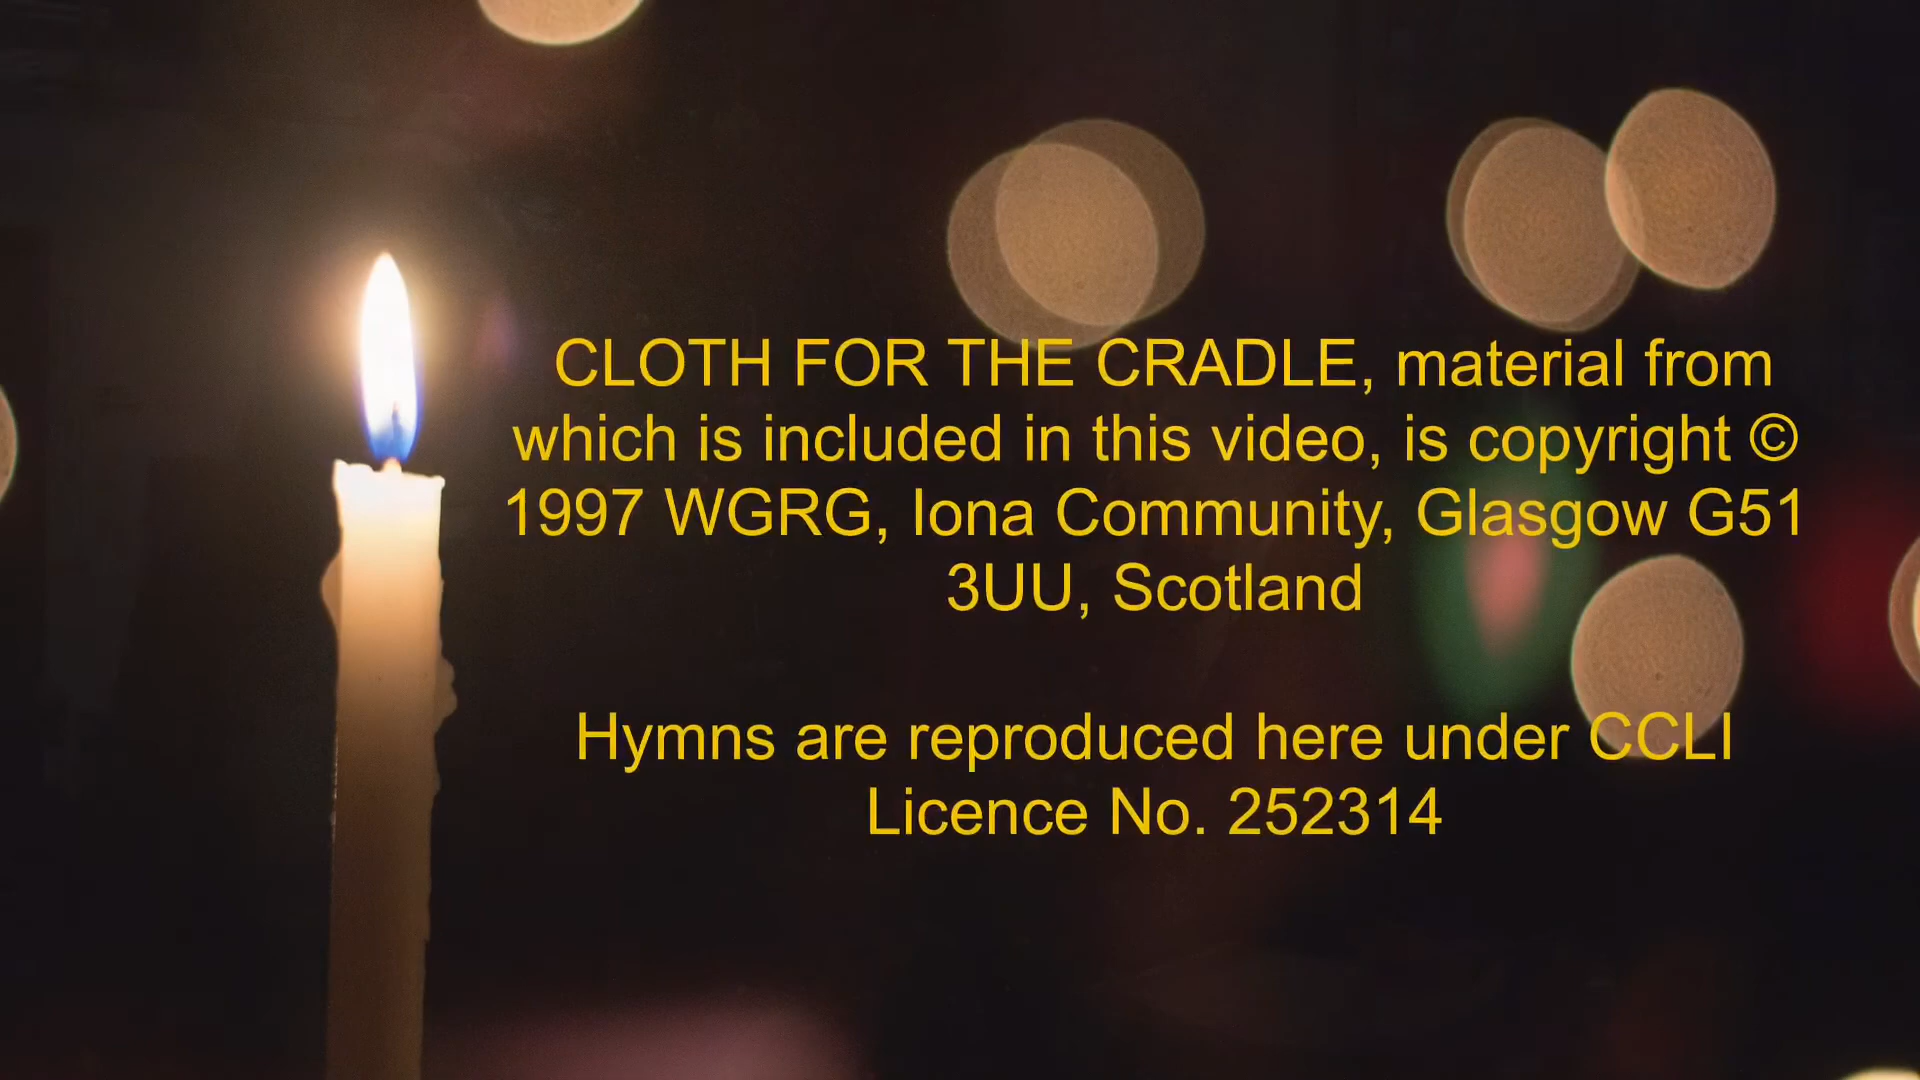 CLOTH FOR THE CRADLE, material from
which is included in this video, is copyright ©
1997 WGRG, Iona Community, Glasgow G51
3UU, Scotland
Hymns are reproduced here under CCLI
Licence No. 252314